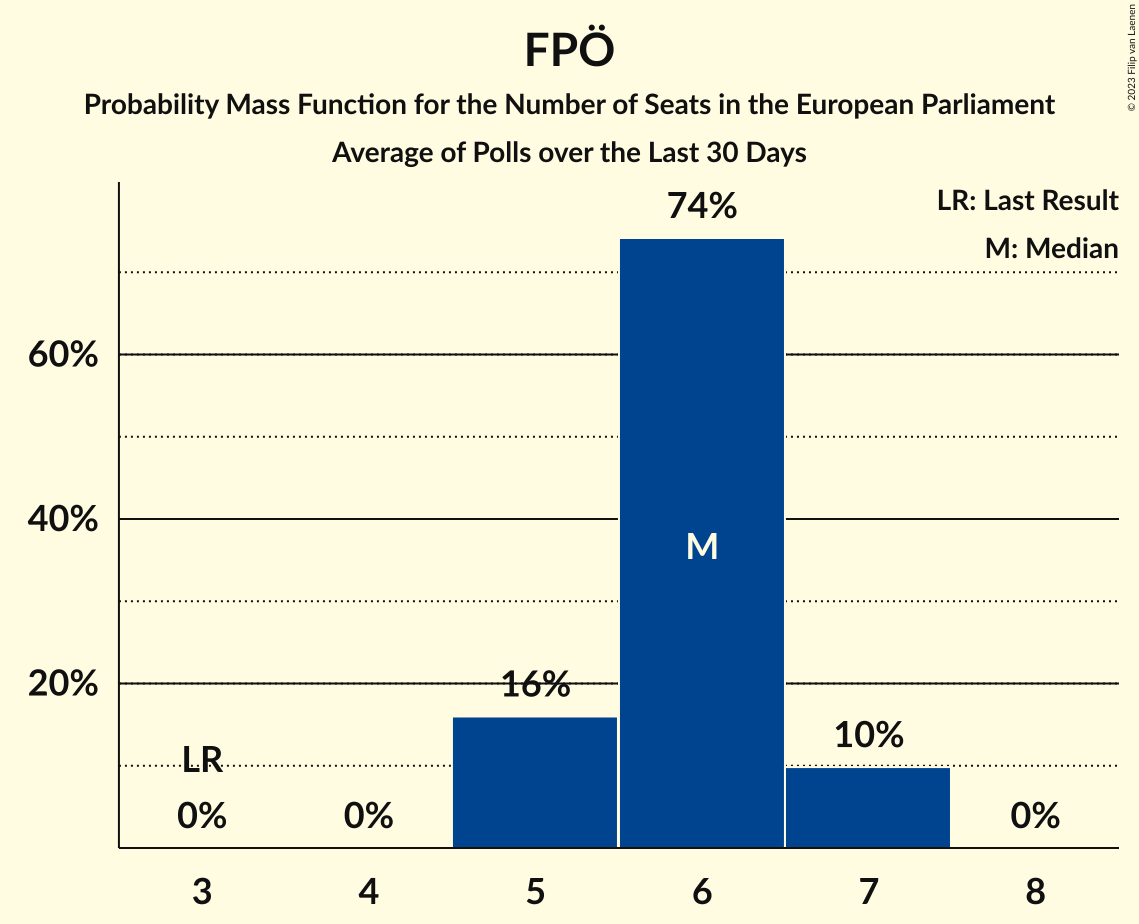 FPÖ
Probability Mass Function for the Number of Seats in the European Parliament
Average of Polls over the Last 30 Days
© 2023 Filip van Laenen
LR: Last Result
M: Median
74%
60%
40%
M
20%
16%
10%
LR
0%
0%
0%
3
4
5
6
7
8